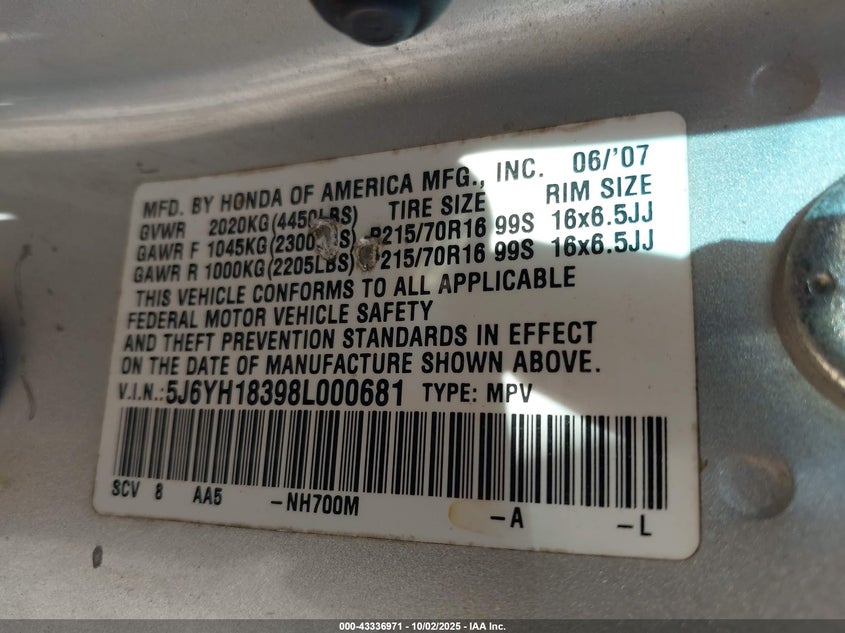 MFD. BY HONDA OF AMERICA MFG., INC. 06/'07
GVWR 2020KG(4450LBS) TIRE SIZE RIM SIZE
GAWR F 1045KG(2300 S) P215/70R16 99S 16x6.5JJ
GAWR R 1000KG(2205LBS) P215/70R16 99S 16x6.5JJ
THIS VEHICLE CONFORMS TO ALL APPLICABLE
FEDERAL MOTOR VEHICLE SAFETY
AND THEFT PREVENTION STANDARDS IN EFFECT
ON THE DATE OF MANUFACTURE SHOWN ABOVE.
V.I.N.:5J6YH18398L000681 TYPE: MPV
SCV 8 AA5 -NH700M -A -L
000-43336971 | 10/02/2025 | IAA Inc.